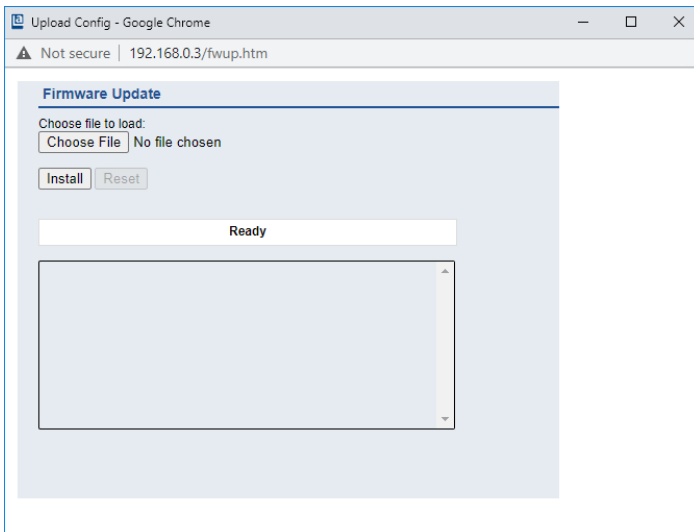 Upload Config - Google Chrome
Not secure | 192.168.0.3/fwup.htm
Firmware Update
Choose file to load:
Choose File No file chosen
Install Reset
Ready